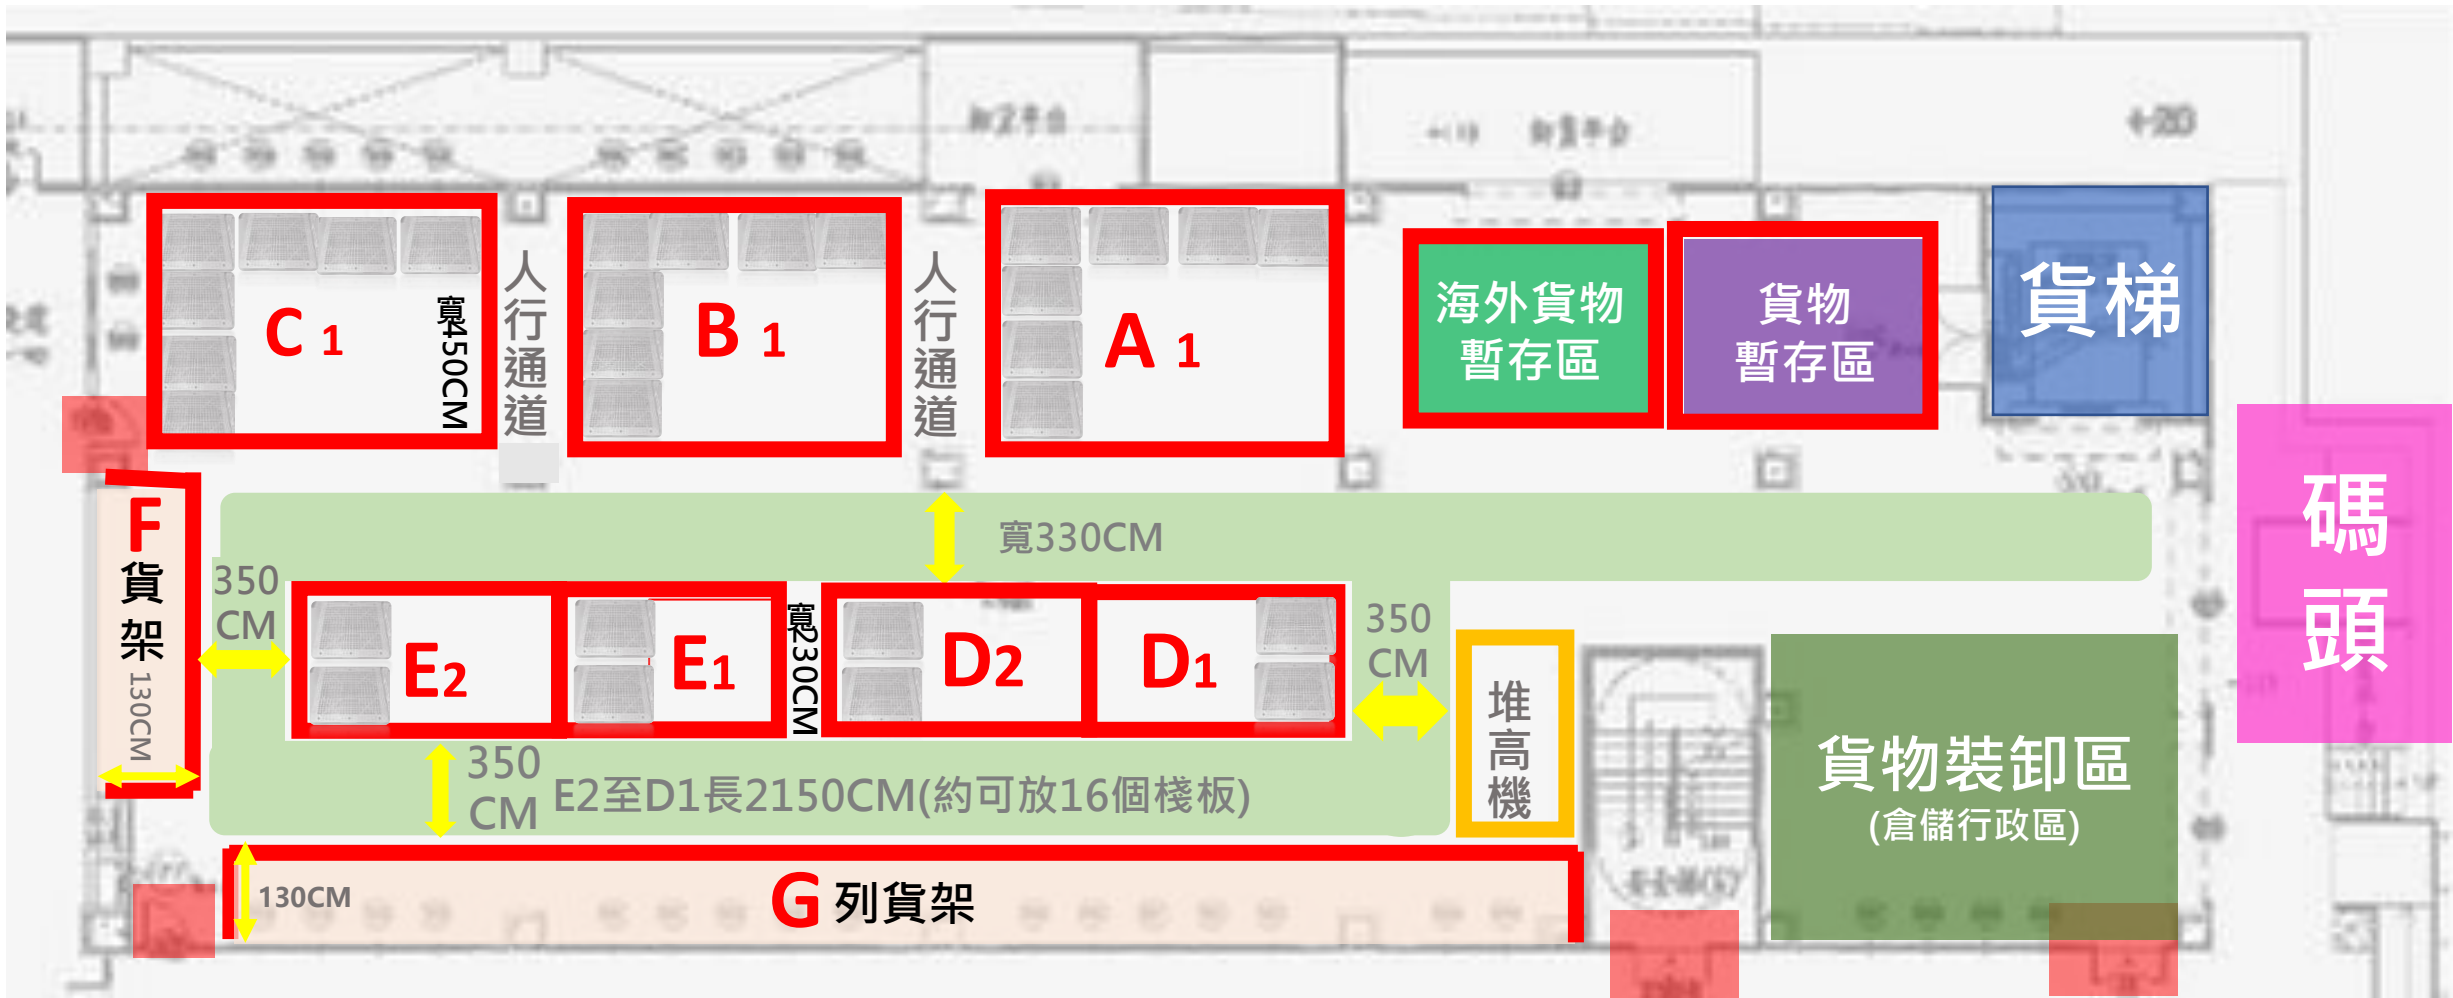 +20
C 1
寬450CM
人行通道
B 1
人行通道
A 1
海外貨物
暫存區
貨物
暫存區
貨梯
碼頭
F
貨架
130CM
寬330CM
350
CM
E2
E1
寬230CM
D2
D1
350
CM
堆高機
貨物裝卸區
(倉儲行政區)
350
CM
E2至D1長2150CM(約可放16個棧板)
130CM
G 列貨架